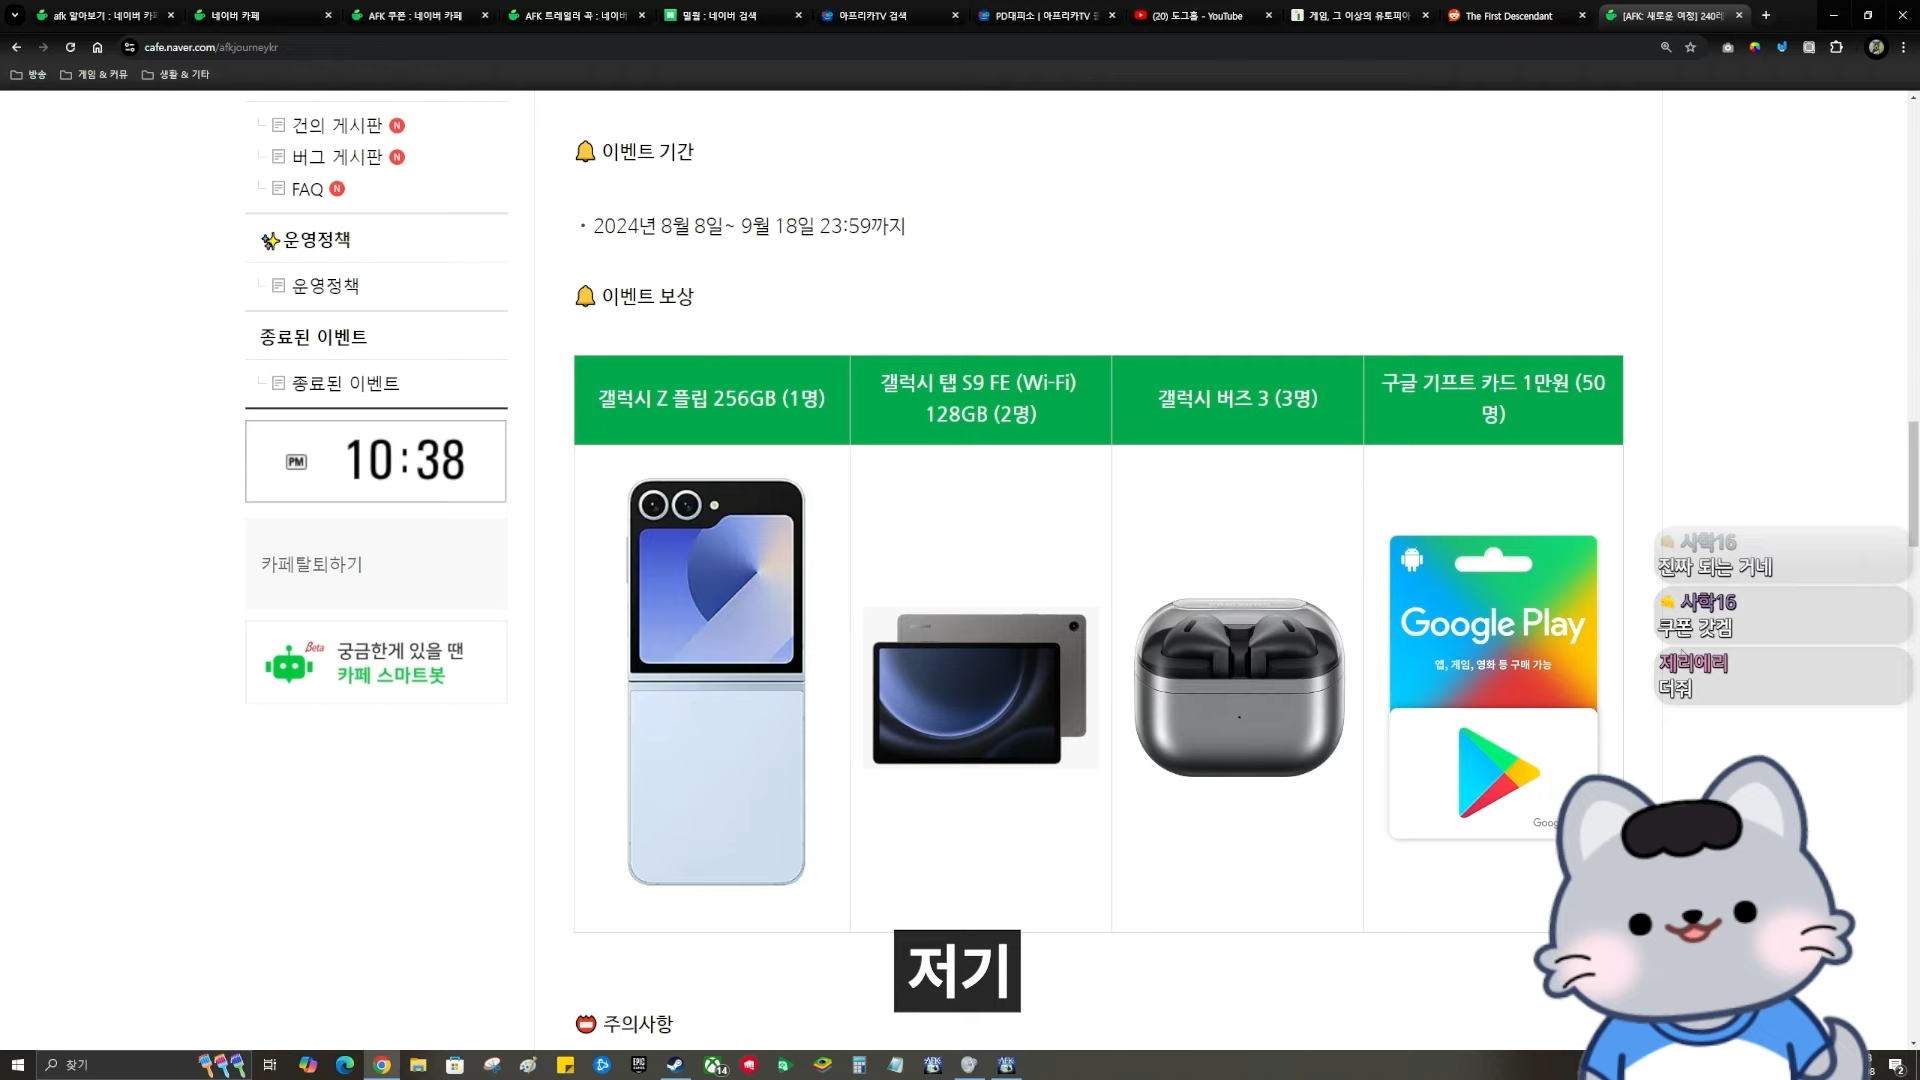 afk 알아보기 : 네이버 카페
네이버 카페
AFK 쿠폰 : 네이버 카페
AFK 트레일러 곡 : 네이버
밀월 : 네이버 검색
아프리카TV 검색
PD대피소 | 아프리카TV
(20) 도그홈 - YouTube
게임, 그 이상의 유토피아
The First Descendant
[AFK: 새로운 여정] 240레
cafe.naver.com/afkjourneykr
방송
게임 & 커뮤
생활 & 기타
건의 게시판 N
버그 게시판 N
FAQ N
운영정책
운영정책
종료된 이벤트
종료된 이벤트
PM 10:38
카페탈퇴하기
Beta
궁금한게 있을 땐
카페 스마트봇
이벤트 기간
• 2024년 8월 8일~ 9월 18일 23:59까지
이벤트 보상
갤럭시 Z 플립 256GB (1명)
갤럭시 탭 S9 FE (Wi-Fi)
128GB (2명)
갤럭시 버즈 3 (3명)
구글 기프트 카드 1만원 (50
명)
Google Play
앱, 게임, 영화 등 구매 가능
Goog
사학16
진짜 되는 거네
사학16
쿠폰 갓겜
제리에리
더줘
저기
주의사항
찾기